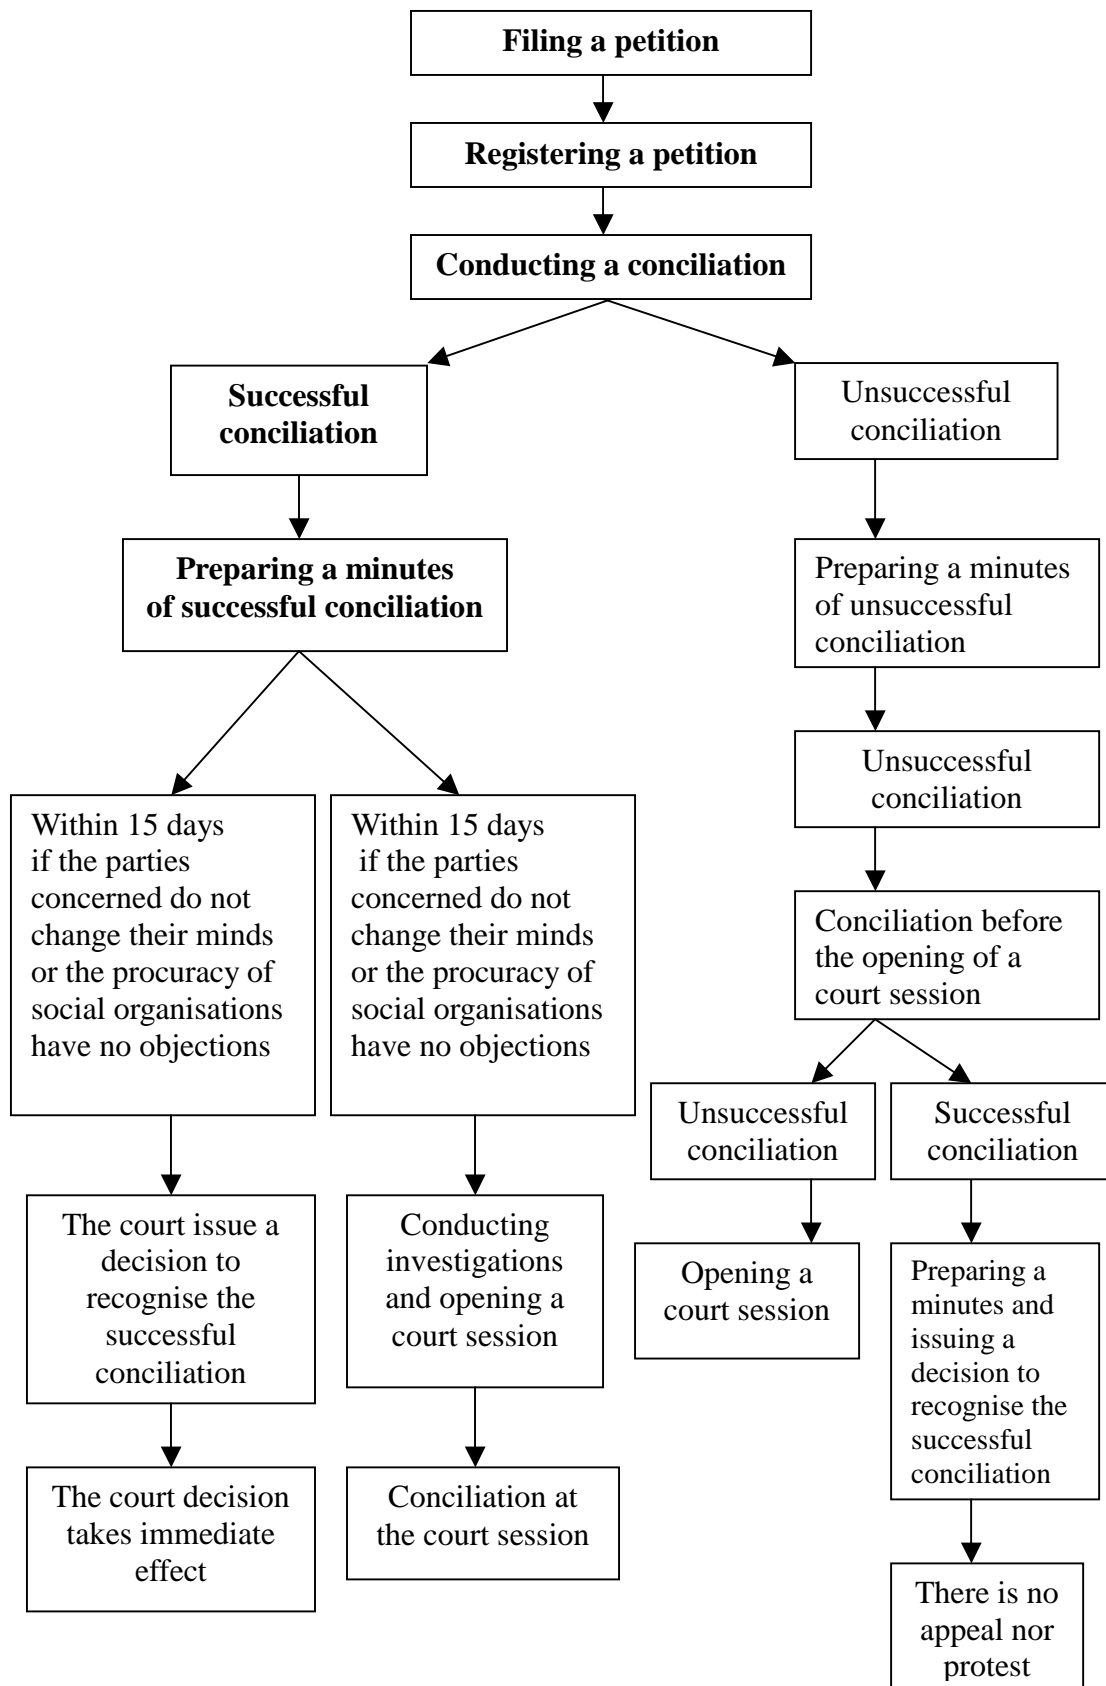 Filing a petition
Registering a petition
Conducting a conciliation
Successful
conciliation
Unsuccessful
conciliation
Preparing a minutes
of successful conciliation
Preparing a minutes
of unsuccessful
conciliation
Unsuccessful
conciliation
Within 15 days
if the parties
concerned do not
change their minds
or the procuracy of
social organisations
have no objections
Within 15 days
if the parties
concerned do not
change their minds
or the procuracy of
social organisations
have no objections
Conciliation before
the opening of a
court session
Unsuccessful
conciliation
Successful
conciliation
The court issue a
decision to
recognise the
successful
conciliation
Conducting
investigations
and opening a
court session
Opening a
court session
Preparing a
minutes and
issuing a
decision to
recognise the
successful
conciliation
The court decision
takes immediate
effect
Conciliation at
the court session
There is no
appeal nor
protest